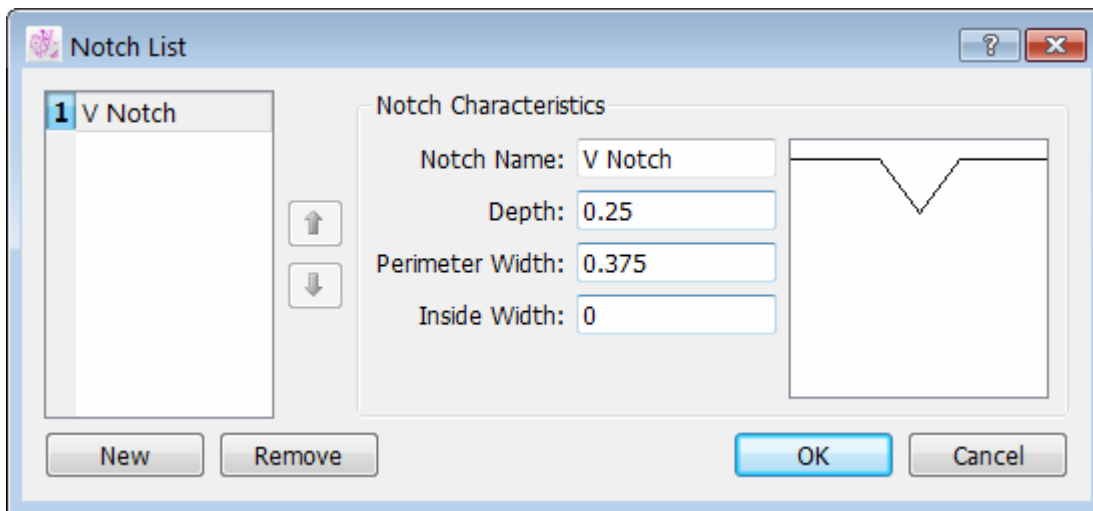 Notch List
1 V Notch
Notch Characteristics
Notch Name: V Notch
Depth: 0.25
Perimeter Width: 0.375
Inside Width: 0
New Remove OK Cancel